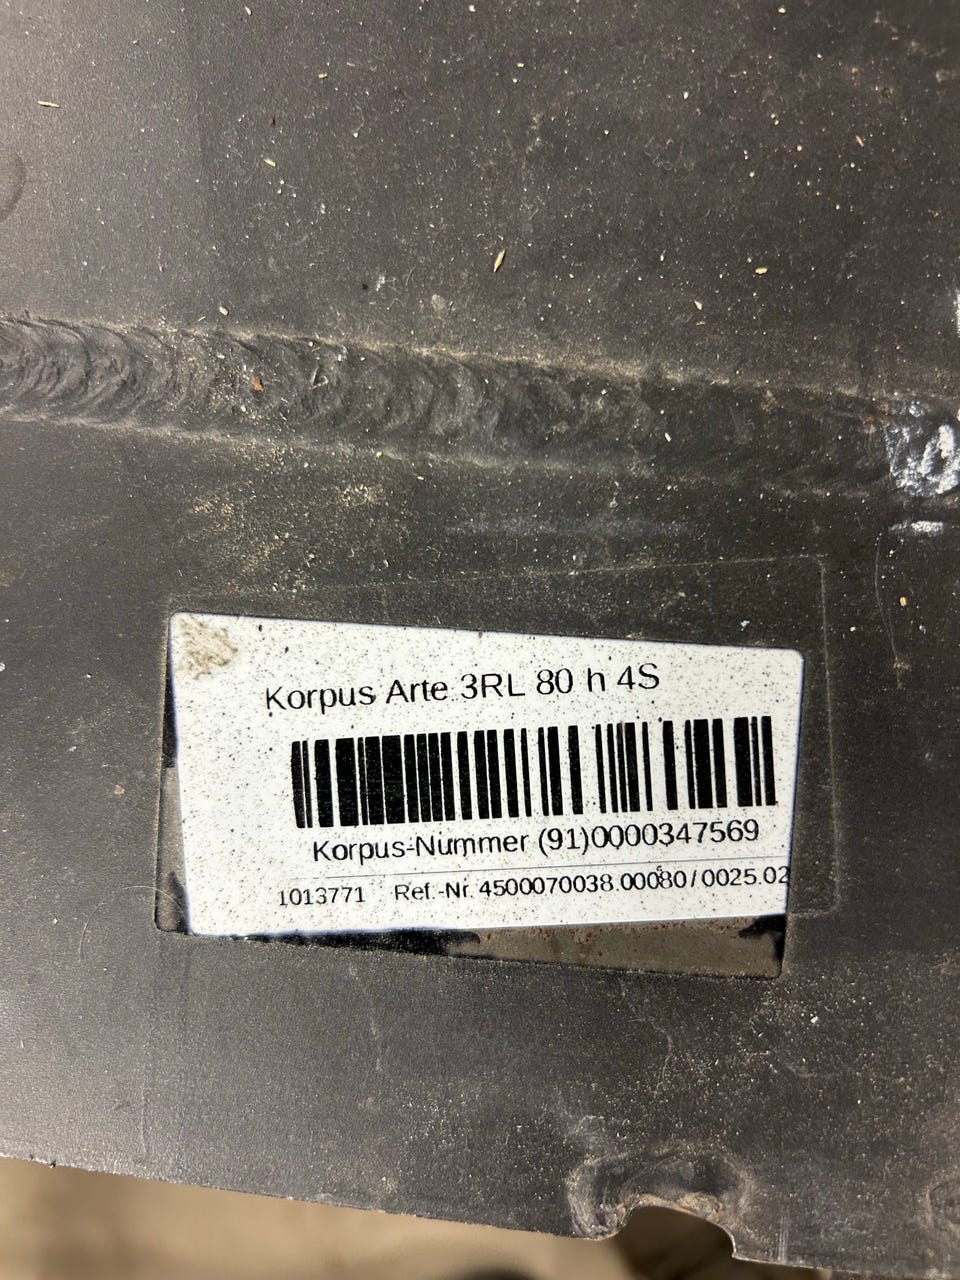 Korpus Arte 3RL 80 h 4S
Korpus-Nummer (91)0000347569
1013771 Ref.-Nr. 4500070038.00080/0025.02